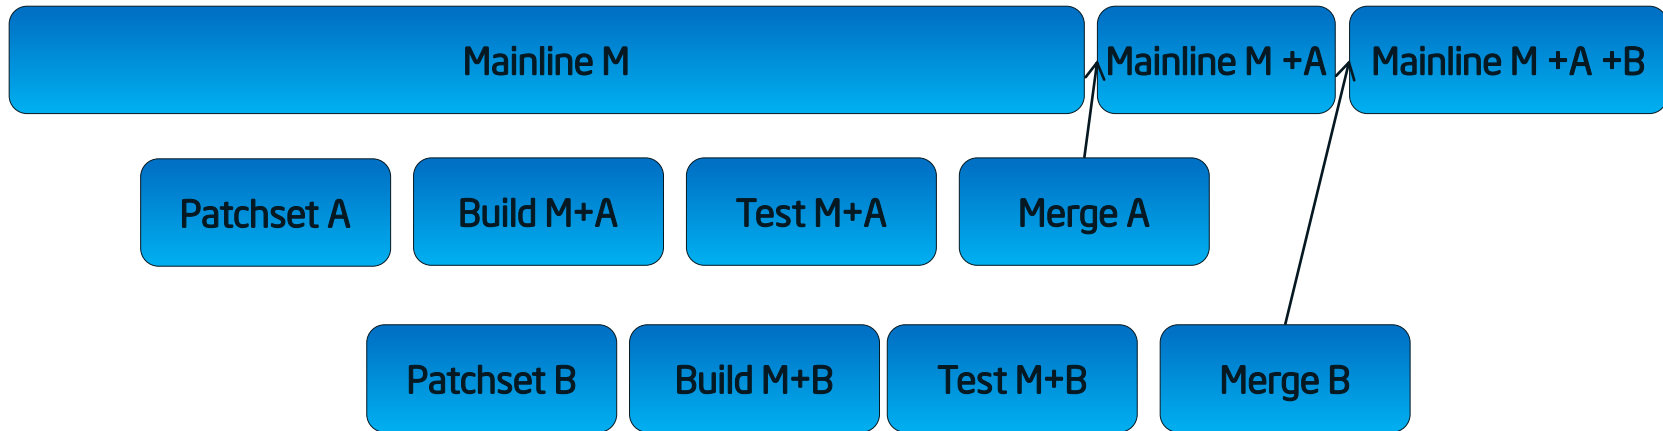 Mainline M
Mainline M +A
Mainline M +A +B
Patchset A
Build M+A
Test M+A
Merge A
Patchset B
Build M+B
Test M+B
Merge B